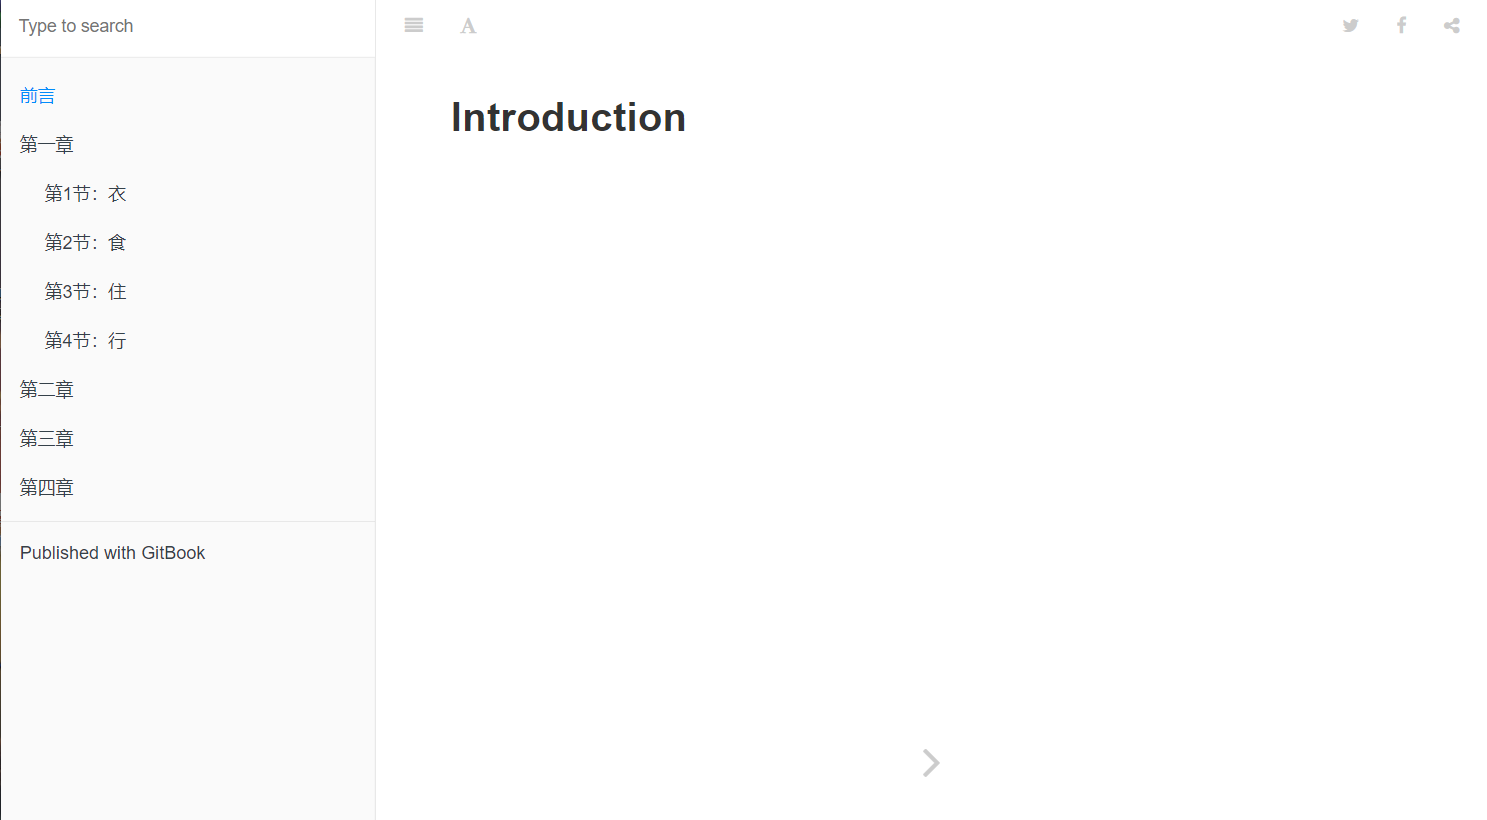 Type to search
前言
第一章
第1节：衣
第2节：食
第3节：住
第4节：行
第二章
第三章
第四章
Published with GitBook
A
Introduction